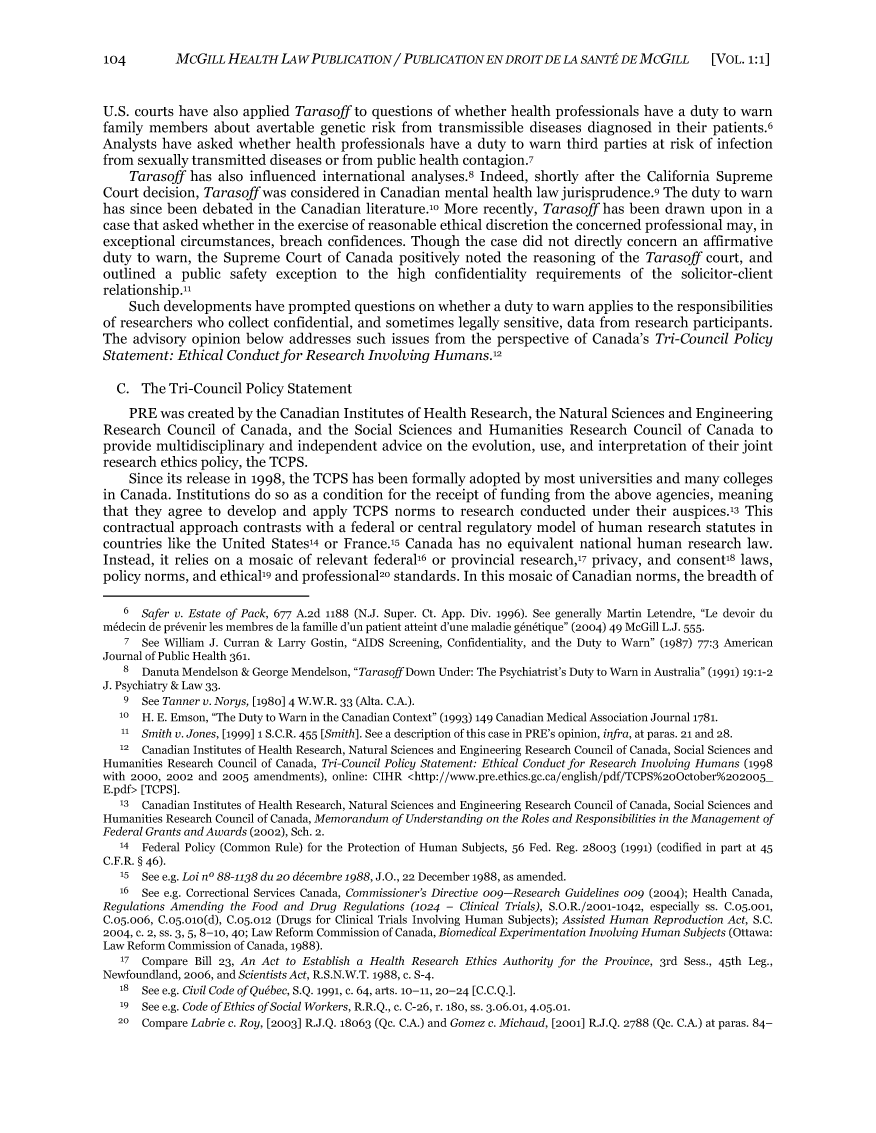 104 MCGILL HEALTH LAW PUBLICATION / PUBLICATION EN DROIT DE LA SANTÉ DE MCGILL [VOL. 1:1]
U.S. courts have also applied Tarasoff to questions of whether health professionals have a duty to warn
family members about avertable genetic risk from transmissible diseases diagnosed in their patients.6
Analysts have asked whether health professionals have a duty to warn third parties at risk of infection
from sexually transmitted diseases or from public health contagion.7
Tarasoff has also influenced international analyses.8 Indeed, shortly after the California Supreme
Court decision, Tarasoff was considered in Canadian mental health law jurisprudence.9 The duty to warn
has since been debated in the Canadian literature.10 More recently, Tarasoff has been drawn upon in a
case that asked whether in the exercise of reasonable ethical discretion the concerned professional may, in
exceptional circumstances, breach confidences. Though the case did not directly concern an affirmative
duty to warn, the Supreme Court of Canada positively noted the reasoning of the Tarasoff court, and
outlined a public safety exception to the high confidentiality requirements of the solicitor-client
relationship.11
Such developments have prompted questions on whether a duty to warn applies to the responsibilities
of researchers who collect confidential, and sometimes legally sensitive, data from research participants.
The advisory opinion below addresses such issues from the perspective of Canada's Tri-Council Policy
Statement: Ethical Conduct for Research Involving Humans.12
C. The Tri-Council Policy Statement
PRE was created by the Canadian Institutes of Health Research, the Natural Sciences and Engineering
Research Council of Canada, and the Social Sciences and Humanities Research Council of Canada to
provide multidisciplinary and independent advice on the evolution, use, and interpretation of their joint
research ethics policy, the TCPS.
Since its release in 1998, the TCPS has been formally adopted by most universities and many colleges
in Canada. Institutions do so as a condition for the receipt of funding from the above agencies, meaning
that they agree to develop and apply TCPS norms to research conducted under their auspices.13 This
contractual approach contrasts with a federal or central regulatory model of human research statutes in
countries like the United States14 or France.15 Canada has no equivalent national human research law.
Instead, it relies on a mosaic of relevant federal16 or provincial research,17 privacy, and consent18 laws,
policy norms, and ethical19 and professional20 standards. In this mosaic of Canadian norms, the breadth of
6 Safer v. Estate of Pack, 677 A.2d 1188 (N.J. Super. Ct. App. Div. 1996). See generally Martin Letendre, "Le devoir du
médecin de prévenir les membres de la famille d'un patient atteint d'une maladie génétique" (2004) 49 McGill L.J. 555.
7 See William J. Curran & Larry Gostin, "AIDS Screening, Confidentiality, and the Duty to Warn" (1987) 77:3 American
Journal of Public Health 361.
8 Danuta Mendelson & George Mendelson, "Tarasoff Down Under: The Psychiatrist's Duty to Warn in Australia" (1991) 19:1-2
J. Psychiatry & Law 33.
9 See Tanner v. Norys, [1980] 4 W.W.R. 33 (Alta. C.A.).
10 H. E. Emson, "The Duty to Warn in the Canadian Context" (1993) 149 Canadian Medical Association Journal 1781.
11 Smith v. Jones, [1999] 1 S.C.R. 455 [Smith]. See a description of this case in PRE's opinion, infra, at paras. 21 and 28.
12 Canadian Institutes of Health Research, Natural Sciences and Engineering Research Council of Canada, Social Sciences and
Humanities Research Council of Canada, Tri-Council Policy Statement: Ethical Conduct for Research Involving Humans (1998
with 2000, 2002 and 2005 amendments), online: CIHR <http://www.pre.ethics.gc.ca/english/pdf/TCPS%20October%202005_
E.pdf> [TCPS].
13 Canadian Institutes of Health Research, Natural Sciences and Engineering Research Council of Canada, Social Sciences and
Humanities Research Council of Canada, Memorandum of Understanding on the Roles and Responsibilities in the Management of
Federal Grants and Awards (2002), Sch. 2.
14 Federal Policy (Common Rule) for the Protection of Human Subjects, 56 Fed. Reg. 28003 (1991) (codified in part at 45
C.F.R. § 46).
15 See e.g. Loi nº 88-1138 du 20 décembre 1988, J.O., 22 December 1988, as amended.
16 See e.g. Correctional Services Canada, Commissioner's Directive 009—Research Guidelines 009 (2004); Health Canada,
Regulations Amending the Food and Drug Regulations (1024 – Clinical Trials), S.O.R./2001-1042, especially ss. C.05.001,
C.05.006, C.05.010(d), C.05.012 (Drugs for Clinical Trials Involving Human Subjects); Assisted Human Reproduction Act, S.C.
2004, c. 2, ss. 3, 5, 8–10, 40; Law Reform Commission of Canada, Biomedical Experimentation Involving Human Subjects (Ottawa:
Law Reform Commission of Canada, 1988).
17 Compare Bill 23, An Act to Establish a Health Research Ethics Authority for the Province, 3rd Sess., 45th Leg.,
Newfoundland, 2006, and Scientists Act, R.S.N.W.T. 1988, c. S-4.
18 See e.g. Civil Code of Québec, S.Q. 1991, c. 64, arts. 10–11, 20–24 [C.C.Q.].
19 See e.g. Code of Ethics of Social Workers, R.R.Q., c. C-26, r. 180, ss. 3.06.01, 4.05.01.
20 Compare Labrie c. Roy, [2003] R.J.Q. 18063 (Qc. C.A.) and Gomez c. Michaud, [2001] R.J.Q. 2788 (Qc. C.A.) at paras. 84–